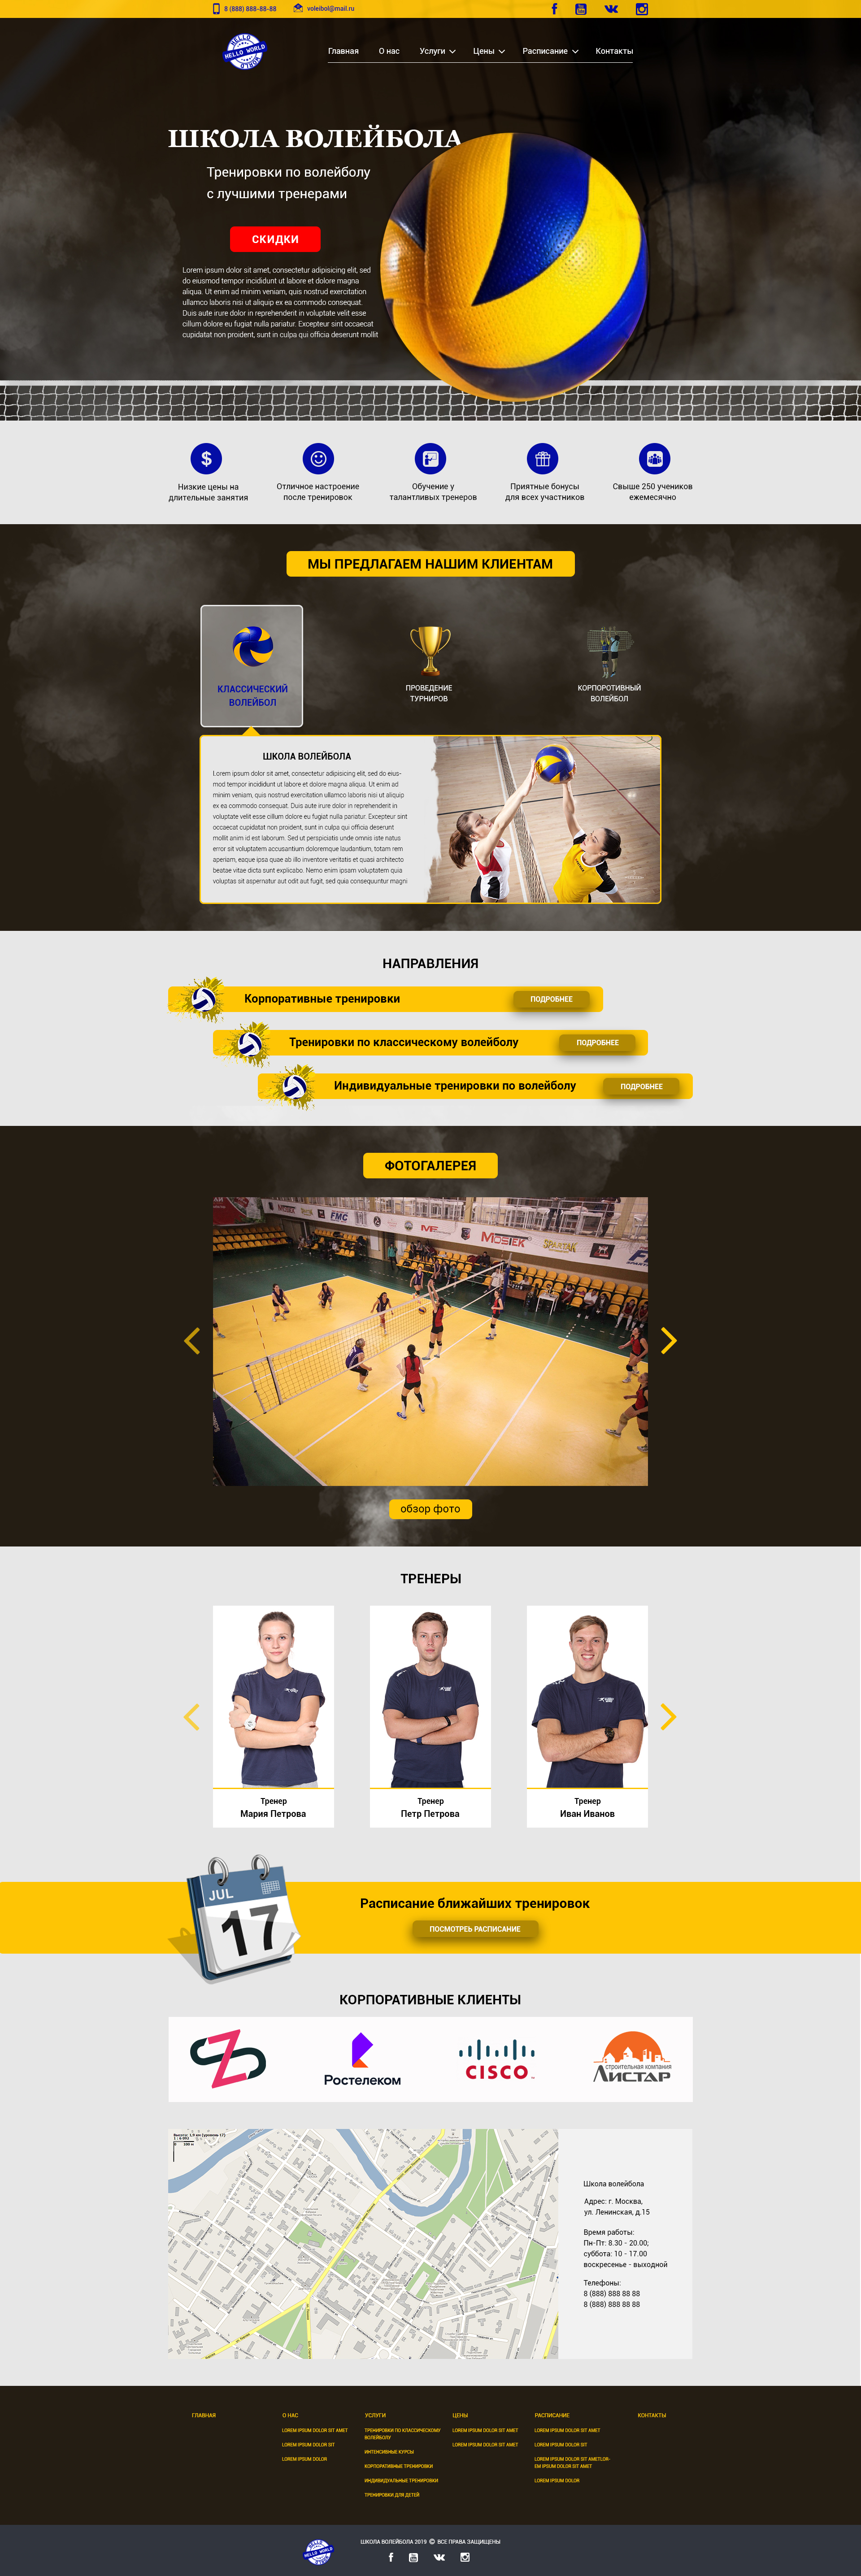 8 (888) 888-88-88
voleibol@mail.ru
HELLO
HELLO WORLD
Главная О нас Услуги Цены Расписание Контакты
ШКОЛА ВОЛЕЙБОЛА
Тренировки по волейболу
с лучшими тренерами
СКИДКИ
Lorem ipsum dolor sit amet, consectetur adipisicing elit, sed
do eiusmod tempor incididunt ut labore et dolore magna
aliqua. Ut enim ad minim veniam, quis nostrud exercitation
ullamco laboris nisi ut aliquip ex ea commodo consequat.
Duis aute irure dolor in reprehenderit in voluptate velit esse
cillum dolore eu fugiat nulla pariatur. Excepteur sint occaecat
cupidatat non proident, sunt in culpa qui officia deserunt mollit
Низкие цены на
длительные занятия
Отличное настроение
после тренировок
Обучение у
талантливых тренеров
Приятные бонусы
для всех участников
Свыше 250 учеников
ежемесячно
МЫ ПРЕДЛАГАЕМ НАШИМ КЛИЕНТАМ
КЛАССИЧЕСКИЙ
ВОЛЕЙБОЛ
ПРОВЕДЕНИЕ
ТУРНИРОВ
КОРПОРОТИВНЫЙ
ВОЛЕЙБОЛ
ШКОЛА ВОЛЕЙБОЛА
Lorem ipsum dolor sit amet, consectetur adipisicing elit, sed do eius-
mod tempor incididunt ut labore et dolore magna aliqua. Ut enim ad
minim veniam, quis nostrud exercitation ullamco laboris nisi ut aliquip
ex ea commodo consequat. Duis aute irure dolor in reprehenderit in
voluptate velit esse cillum dolore eu fugiat nulla pariatur. Excepteur sint
occaecat cupidatat non proident, sunt in culpa qui officia deserunt
mollit anim id est laborum. Sed ut perspiciatis unde omnis iste natus
error sit voluptatem accusantium doloremque laudantium, totam rem
aperiam, eaque ipsa quae ab illo inventore veritatis et quasi architecto
beatae vitae dicta sunt explicabo. Nemo enim ipsam voluptatem quia
voluptas sit aspernatur aut odit aut fugit, sed quia consequuntur magni
НАПРАВЛЕНИЯ
Корпоративные тренировки
ПОДРОБНЕЕ
Тренировки по классическому волейболу
ПОДРОБНЕЕ
Индивидуальные тренировки по волейболу
ПОДРОБНЕЕ
ФОТОГАЛЕРЕЯ
FMC
MOSTEK
SPARTAK
обзор фото
ТРЕНЕРЫ
Тренер
Мария Петрова
Тренер
Петр Петрова
Тренер
Иван Иванов
JUL
17
Расписание ближайших тренировок
ПОСМОТРЕЬ РАСПИСАНИЕ
КОРПОРАТИВНЫЕ КЛИЕНТЫ
Ростелеком
CISCO
строительная компания
ЛИСТАР
Школа волейбола
Адрес: г. Москва,
ул. Ленинская, д.15
Время работы:
Пн-Пт: 8.30 - 20.00;
суббота: 10 - 17.00
воскресенье - выходной
Телефоны:
8 (888) 888 88 88
8 (888) 888 88 88
ГЛАВНАЯ
О НАС
LOREM IPSUM DOLOR SIT AMET
LOREM IPSUM DOLOR SIT
LOREM IPSUM DOLOR
УСЛУГИ
ТРЕНИРОВКИ ПО КЛАССИЧЕСКОМУ
ВОЛЕЙБОЛУ
ИНТЕНСИВНЫЕ КУРСЫ
КОРПОРАТИВНЫЕ ТРЕНИРОВКИ
ИНДИВИДУАЛЬНЫЕ ТРЕНИРОВКИ
ТРЕНИРОВКИ ДЛЯ ДЕТЕЙ
ЦЕНЫ
LOREM IPSUM DOLOR SIT AMET
LOREM IPSUM DOLOR SIT AMET
РАСПИСАНИЕ
LOREM IPSUM DOLOR SIT AMET
LOREM IPSUM DOLOR SIT
LOREM IPSUM DOLOR SIT AMETLOR-
EM IPSUM DOLOR SIT AMET
LOREM IPSUM DOLOR
КОНТАКТЫ
HELLO
HELLO WORLD
ШКОЛА ВОЛЕЙБОЛА 2019 © ВСЕ ПРАВА ЗАЩИЩЕНЫ